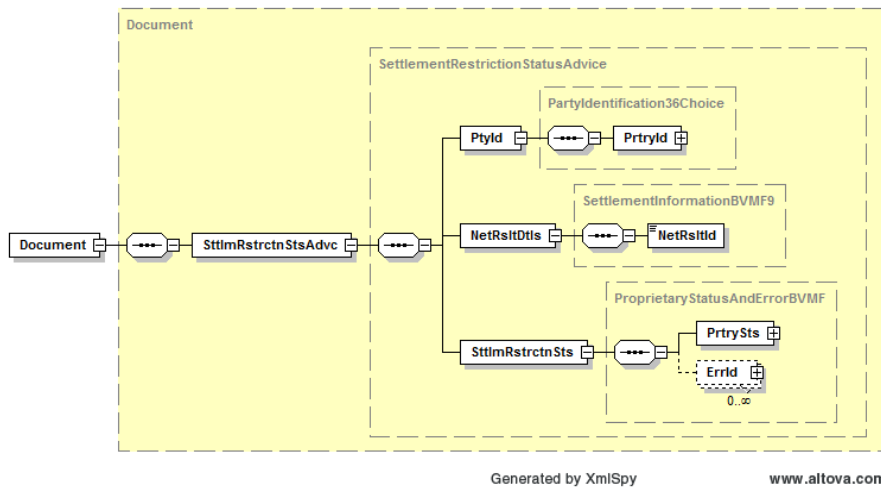 Document
SettlementRestrictionStatusAdvice
PartyIdentification36Choice
PtyId
PrtryId
SettlementInformationBVMF9
Document
SttlmRstrctnStsAdvc
NetRsltDtls
NetRsltId
ProprietaryStatusAndErrorBVMF
PrtrySts
SttlmRstrctnSts
ErrId
0..∞
Generated by XmlSpy
www.altova.com